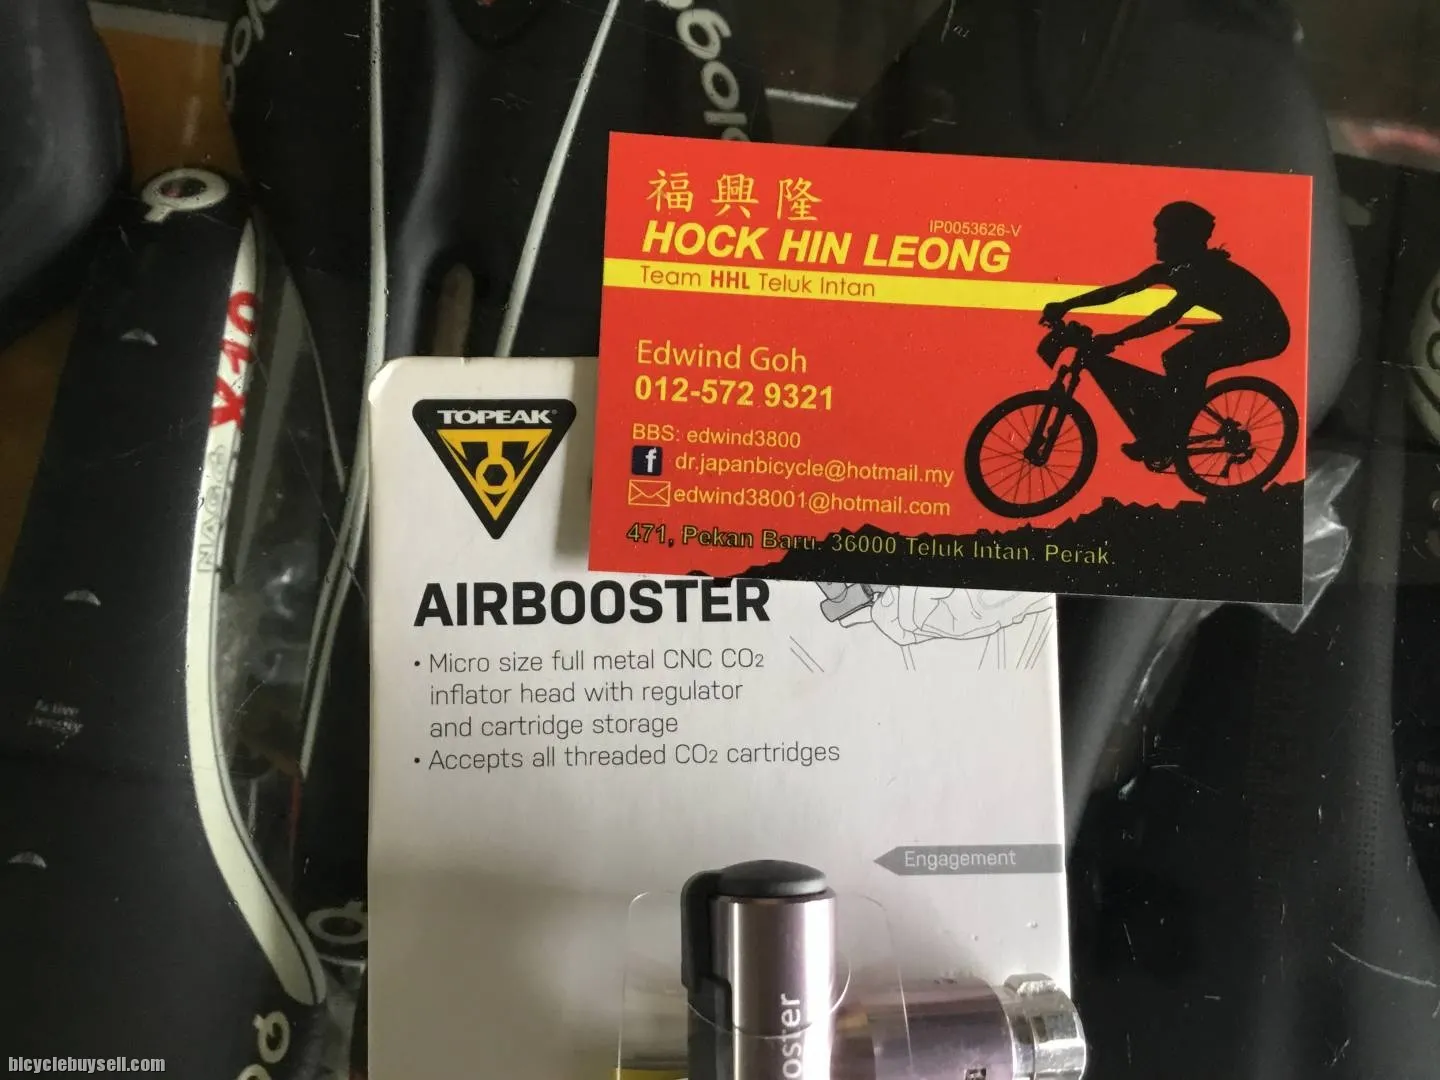 福興隆
IP0053626-V
HOCK HIN LEONG
Team HHL Teluk Intan
Edwind Goh
012-572 9321
BBS: edwind3800
f dr.japanbicycle@hotmail.my
edwind38001@hotmail.com
471, Pekan Baru. 36000 Teluk Intan. Perak.
TOPEAK
AIRBOOSTER
• Micro size full metal CNC CO2
inflator head with regulator
and cartridge storage
• Accepts all threaded CO2 cartridges
Engagement
ooster
NAGO
bicyclebuysell.com